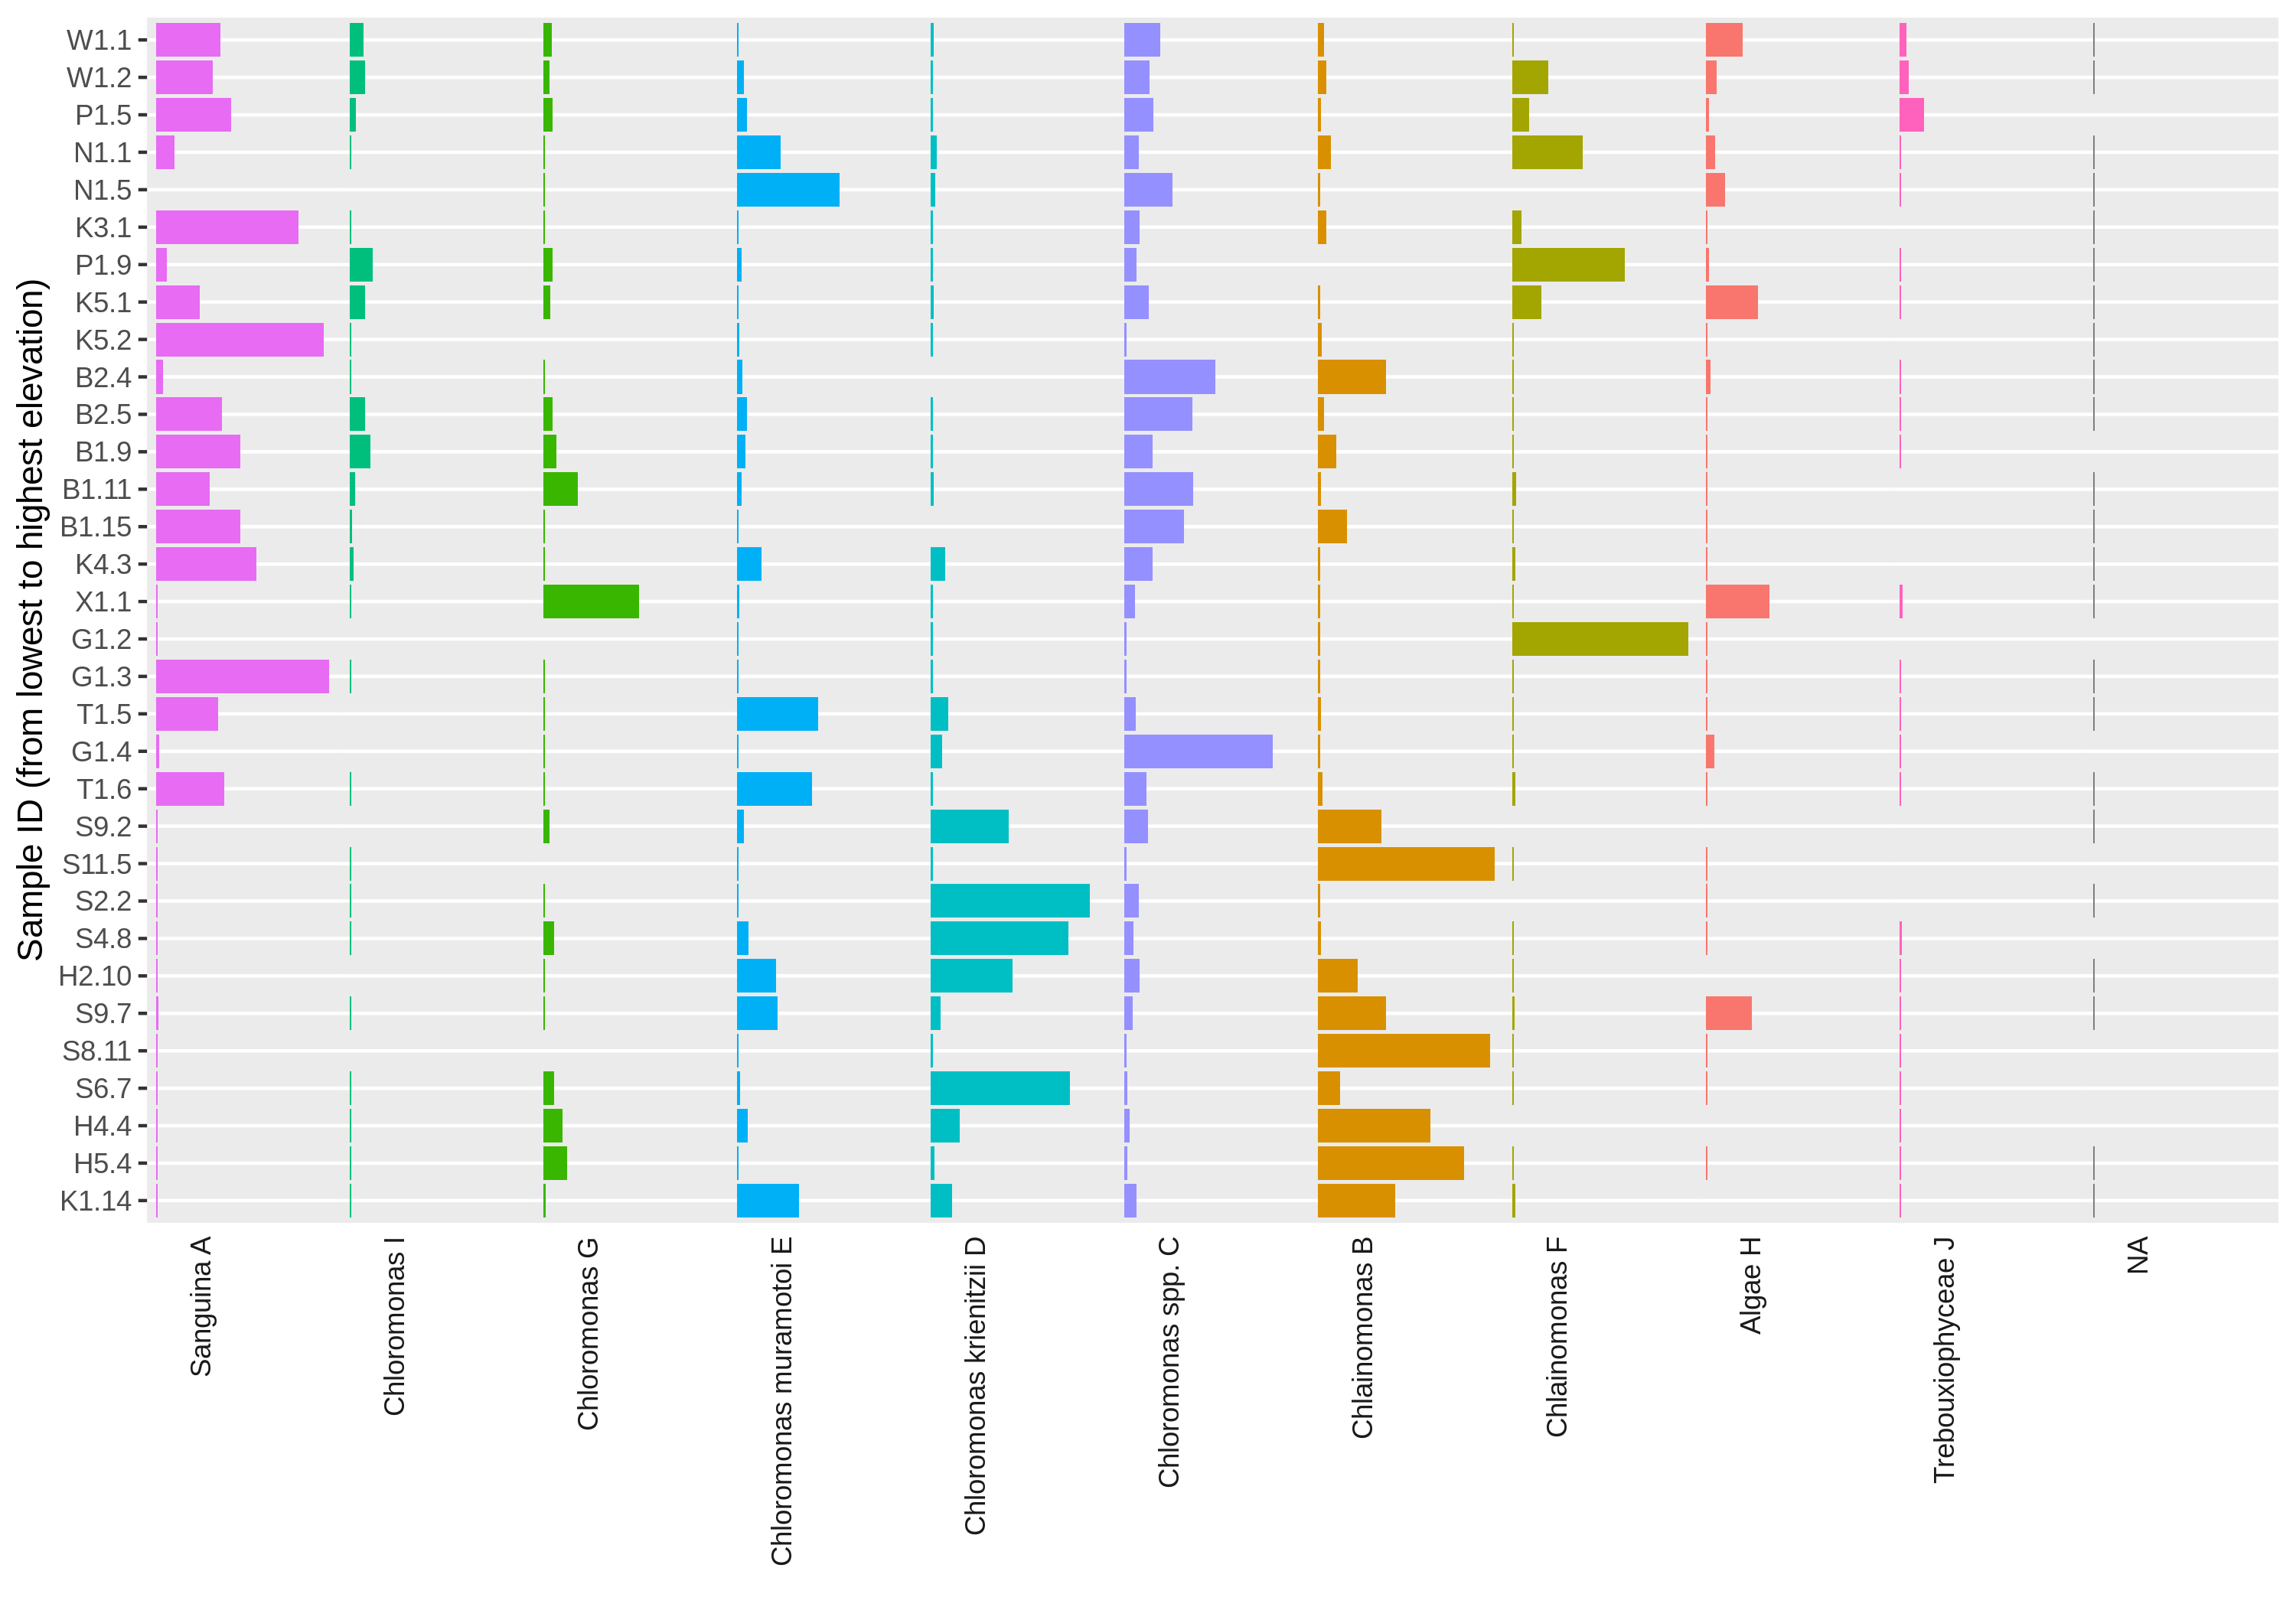 Sample ID (from lowest to highest elevation)
W1.1
W1.2
P1.5
N1.1
N1.5
K3.1
P1.9
K5.1
K5.2
B2.4
B2.5
B1.9
B1.11
B1.15
K4.3
X1.1
G1.2
G1.3
T1.5
G1.4
T1.6
S9.2
S11.5
S2.2
S4.8
H2.10
S9.7
S8.11
S6.7
H4.4
H5.4
K1.14
Sanguina A
Chloromonas I
Chloromonas G
Chloromonas muramotoi E
Chloromonas krienitzii D
Chloromonas spp. C
Chlainomonas B
Chlainomonas F
Algae H
Trebouxiophyceae J
NA